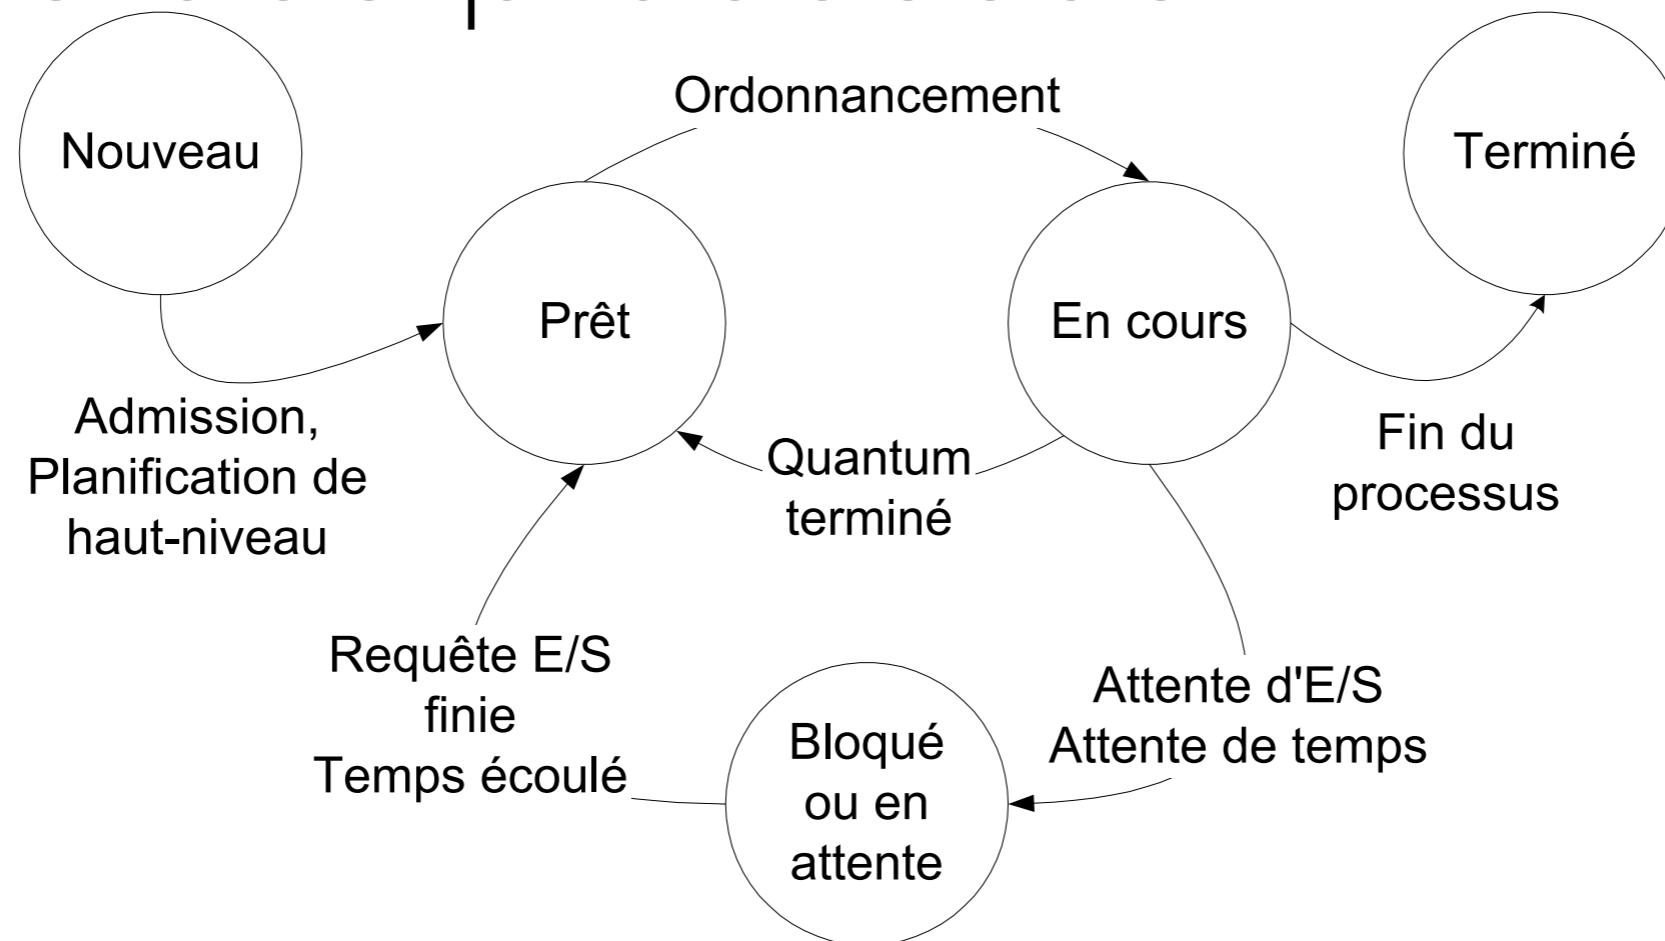 Ordonnancement
Nouveau
Terminé
Prêt
En cours
Admission,
Planification de
haut-niveau
Quantum
terminé
Fin du
processus
Requête E/S
finie
Temps écoulé
Attente d'E/S
Attente de temps
Bloqué
ou en
attente